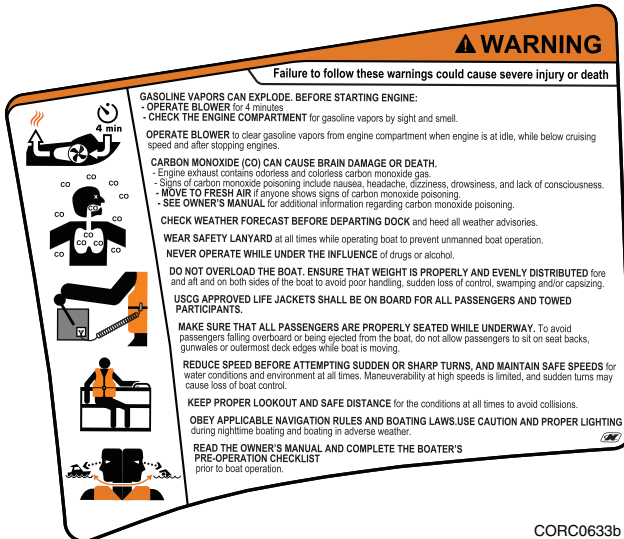 WARNING
Failure to follow these warnings could cause severe injury or death
GASOLINE VAPORS CAN EXPLODE. BEFORE STARTING ENGINE:
- OPERATE BLOWER for 4 minutes
- CHECK THE ENGINE COMPARTMENT for gasoline vapors by sight and smell.
4 min
OPERATE BLOWER to clear gasoline vapors from engine compartment when engine is at idle, while below cruising
speed and after stopping engines.
CARBON MONOXIDE (CO) CAN CAUSE BRAIN DAMAGE OR DEATH.
- Engine exhaust contains odorless and colorless carbon monoxide gas.
- Signs of carbon monoxide poisoning include nausea, headache, dizziness, drowsiness, and lack of consciousness.
- MOVE TO FRESH AIR if anyone shows signs of carbon monoxide poisoning.
- SEE OWNER'S MANUAL for additional information regarding carbon monoxide poisoning.
CO CO
CO CO
CO CO CO
CO CO
CO CO CO CO
CO CO
CHECK WEATHER FORECAST BEFORE DEPARTING DOCK and heed all weather advisories.
WEAR SAFETY LANYARD at all times while operating boat to prevent unmanned boat operation.
NEVER OPERATE WHILE UNDER THE INFLUENCE of drugs or alcohol.
DO NOT OVERLOAD THE BOAT. ENSURE THAT WEIGHT IS PROPERLY AND EVENLY DISTRIBUTED fore
and aft and on both sides of the boat to avoid poor handling, sudden loss of control, swamping and/or capsizing.
USCG APPROVED LIFE JACKETS SHALL BE ON BOARD FOR ALL PASSENGERS AND TOWED
PARTICIPANTS.
MAKE SURE THAT ALL PASSENGERS ARE PROPERLY SEATED WHILE UNDERWAY. To avoid
passengers falling overboard or being ejected from the boat, do not allow passengers to sit on seat backs,
gunwales or outermost deck edges while boat is moving.
REDUCE SPEED BEFORE ATTEMPTING SUDDEN OR SHARP TURNS, AND MAINTAIN SAFE SPEEDS for
water conditions and environment at all times. Maneuverability at high speeds is limited, and sudden turns may
cause loss of boat control.
KEEP PROPER LOOKOUT AND SAFE DISTANCE for the conditions at all times to avoid collisions.
OBEY APPLICABLE NAVIGATION RULES AND BOATING LAWS.USE CAUTION AND PROPER LIGHTING
during nighttime boating and boating in adverse weather.
READ THE OWNER'S MANUAL AND COMPLETE THE BOATER'S
PRE-OPERATION CHECKLIST
prior to boat operation.
CORC0633b